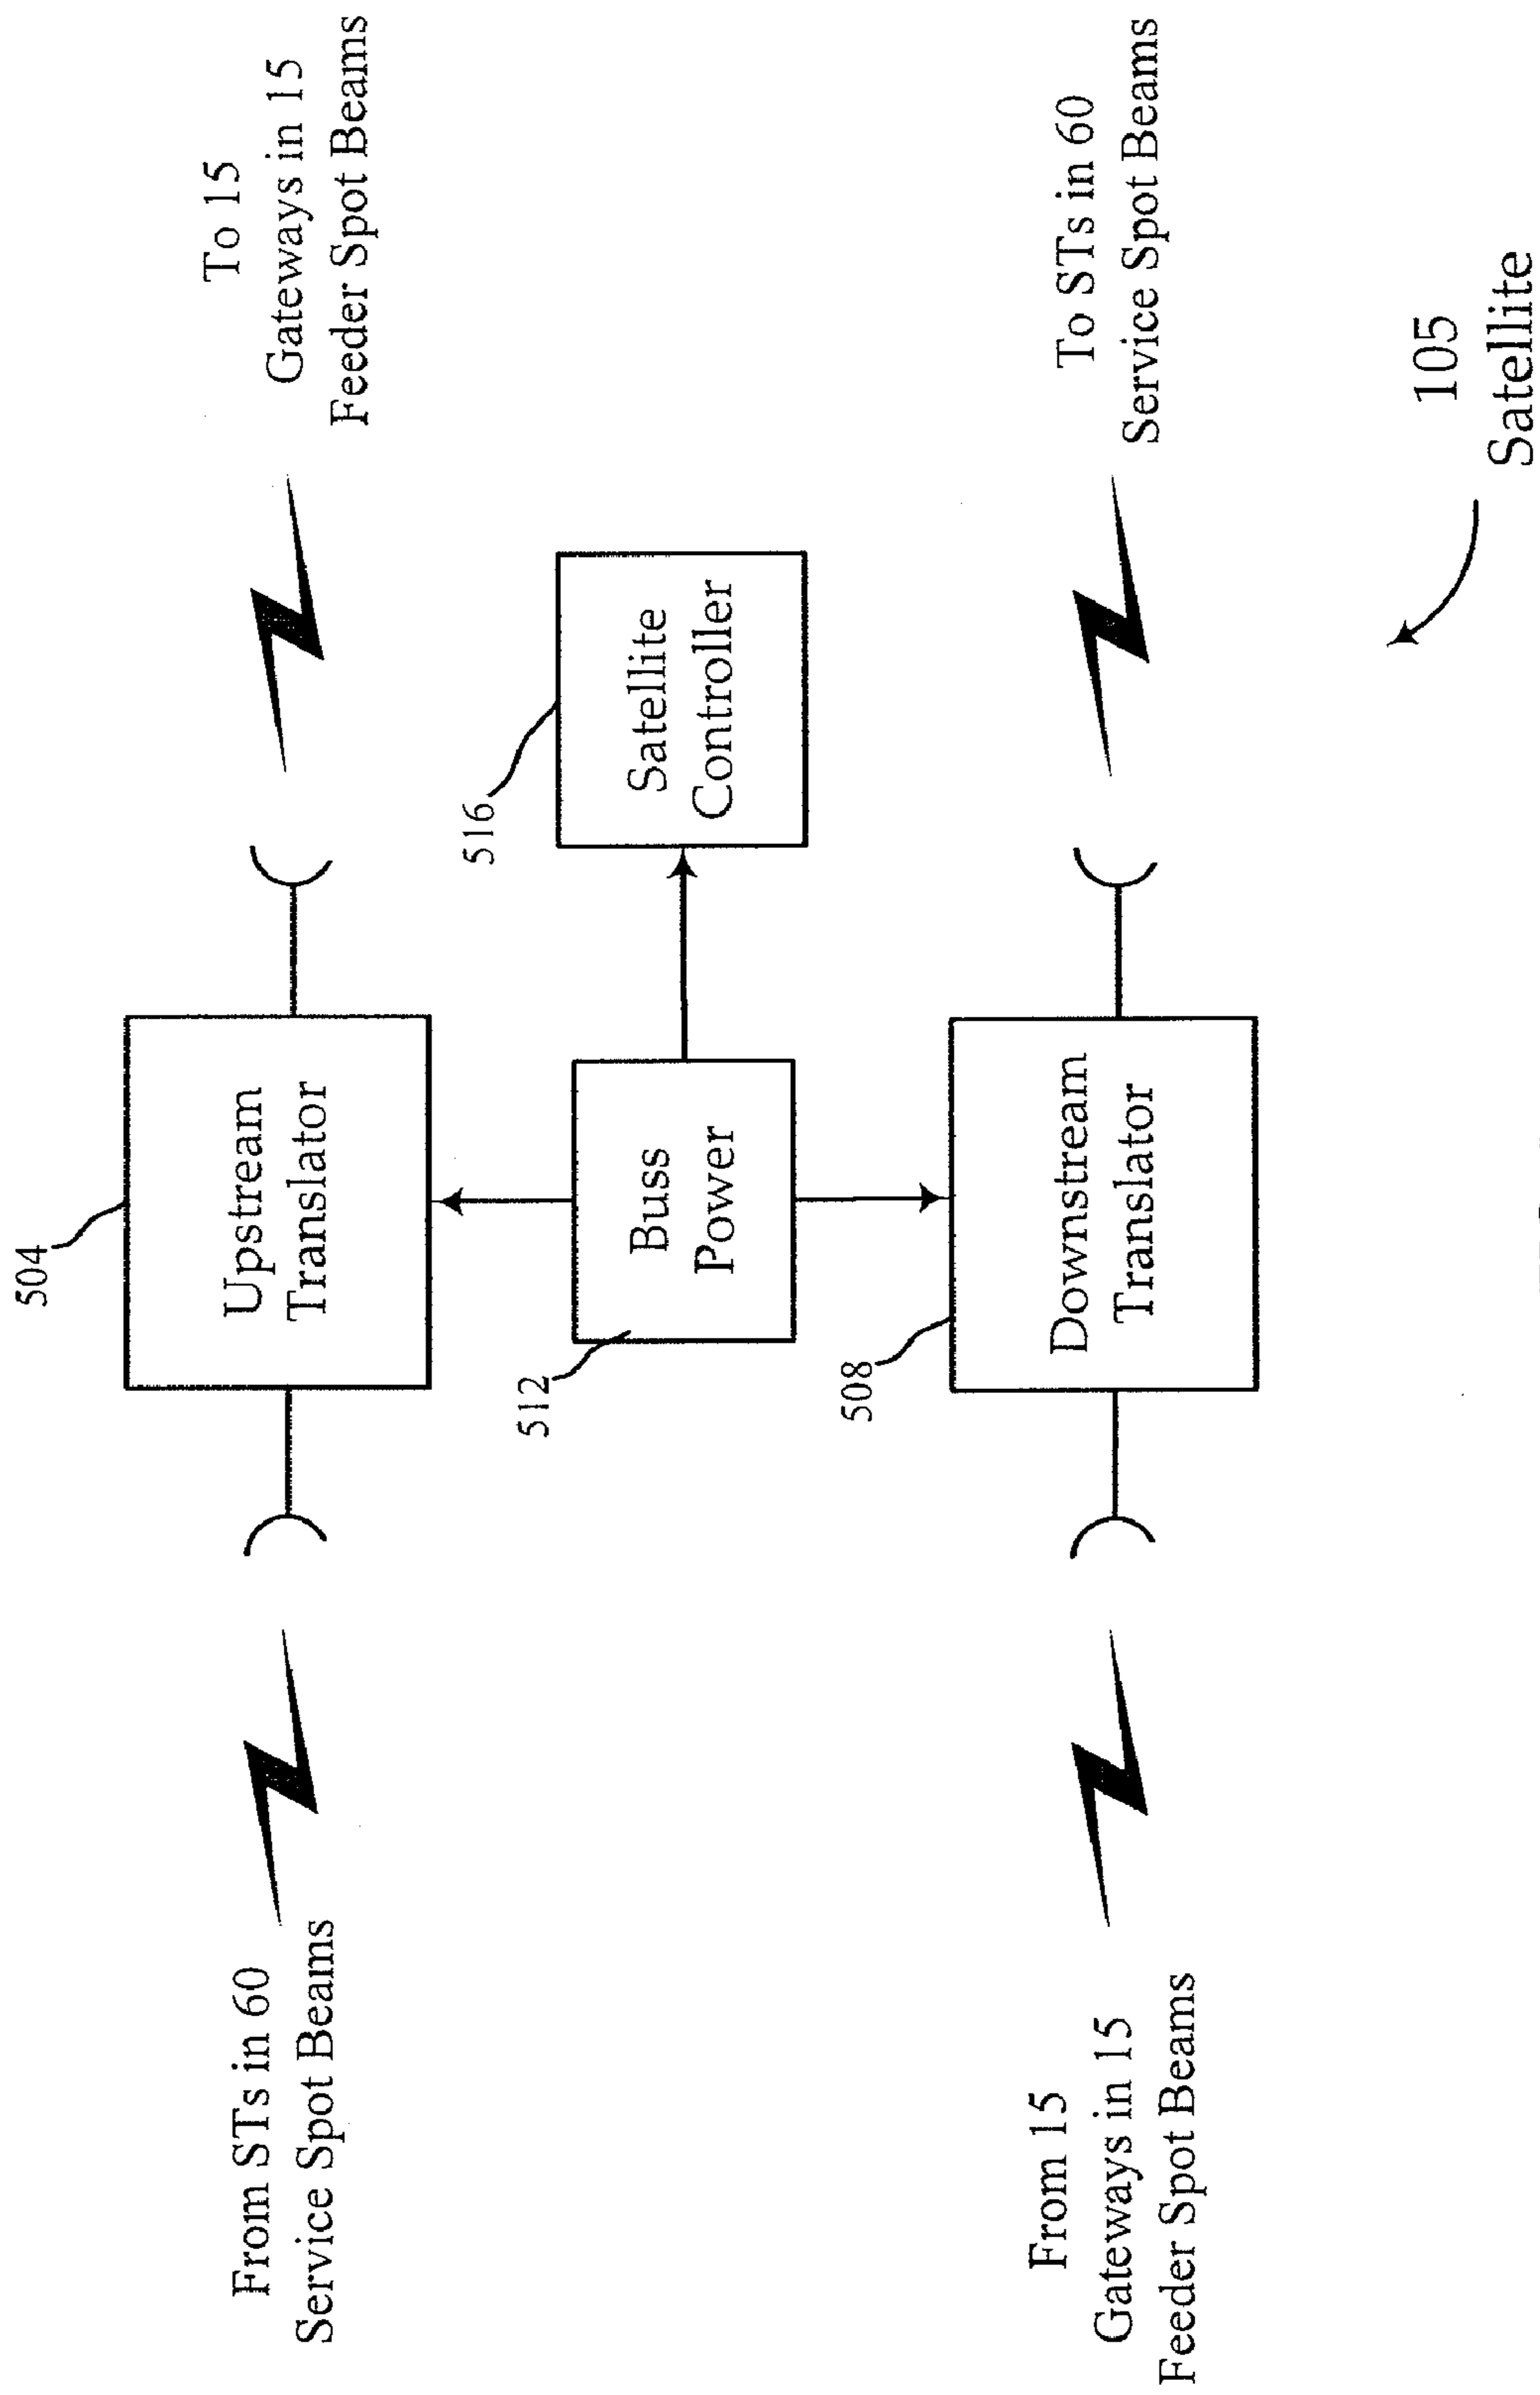 504
From STs in 60
Service Spot Beams
Upstream
Translator
To 15
Gateways in 15
Feeder Spot Beams
516
512
Buss
Power
Satellite
Controller
508
From 15
Gateways in 15
Feeder Spot Beams
Downstream
Translator
To STs in 60
Service Spot Beams
105
Satellite